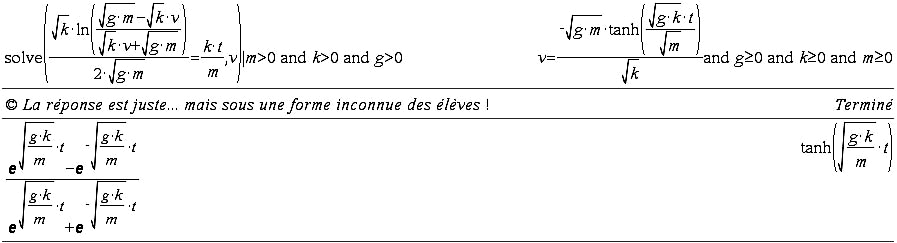 solve((√k·ln((√(g·m)−√k·v)/(√k·v+√(g·m))))/(2·√(g·m))=(k·t)/m,v)|m>0 and k>0 and g>0
v=(-√(g·m)·tanh((√(g·k)·t)/√m))/√k and g≥0 and k≥0 and m≥0
© La réponse est juste... mais sous une forme inconnue des élèves !
Terminé
(e^(√((g·k)/m)·t)−e^(-√((g·k)/m)·t))/(e^(√((g·k)/m)·t)+e^(-√((g·k)/m)·t))
tanh(√((g·k)/m)·t)